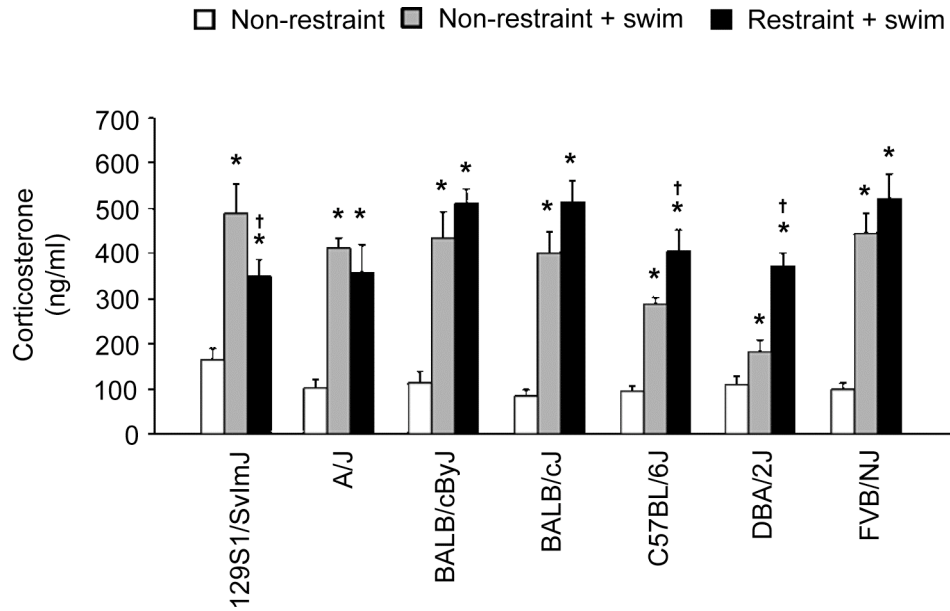 Non-restraint Non-restraint + swim Restraint + swim
Corticosterone
(ng/ml)
700
600
500
400
300
200
100
0
*
†
*
*
*
*
*
*
*
*
†
*
*
†
*
*
*
129S1/SvlmJ
A/J
BALB/cByJ
BALB/cJ
C57BL/6J
DBA/2J
FVB/NJ